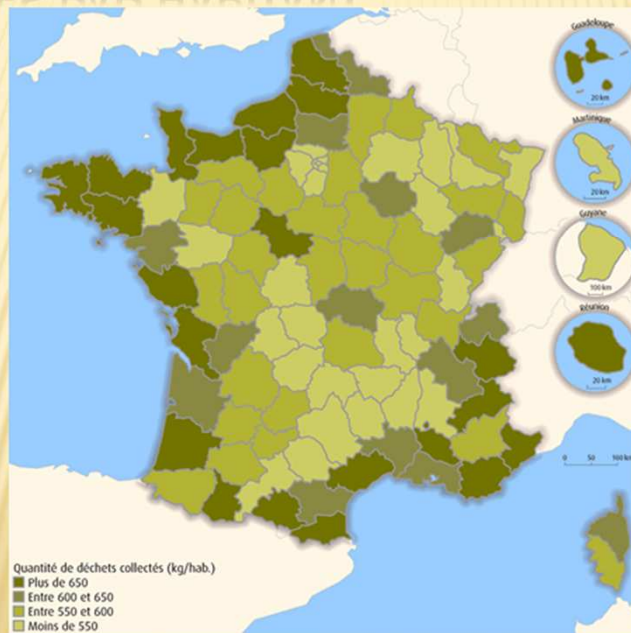 Guadeloupe
20 km
Martinique
20 km
Guyane
100 km
Réunion
20 km
0 50 100 km
Quantité de déchets collectés (kg/hab.)
Plus de 650
Entre 600 et 650
Entre 550 et 600
Moins de 550